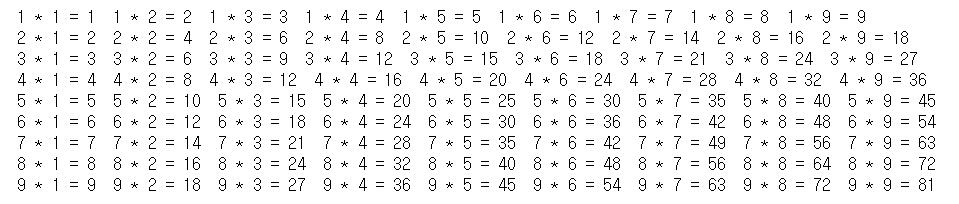 1 * 1 = 1  1 * 2 = 2  1 * 3 = 3  1 * 4 = 4  1 * 5 = 5  1 * 6 = 6  1 * 7 = 7  1 * 8 = 8  1 * 9 = 9
2 * 1 = 2  2 * 2 = 4  2 * 3 = 6  2 * 4 = 8  2 * 5 = 10  2 * 6 = 12  2 * 7 = 14  2 * 8 = 16  2 * 9 = 18
3 * 1 = 3  3 * 2 = 6  3 * 3 = 9  3 * 4 = 12  3 * 5 = 15  3 * 6 = 18  3 * 7 = 21  3 * 8 = 24  3 * 9 = 27
4 * 1 = 4  4 * 2 = 8  4 * 3 = 12  4 * 4 = 16  4 * 5 = 20  4 * 6 = 24  4 * 7 = 28  4 * 8 = 32  4 * 9 = 36
5 * 1 = 5  5 * 2 = 10  5 * 3 = 15  5 * 4 = 20  5 * 5 = 25  5 * 6 = 30  5 * 7 = 35  5 * 8 = 40  5 * 9 = 45
6 * 1 = 6  6 * 2 = 12  6 * 3 = 18  6 * 4 = 24  6 * 5 = 30  6 * 6 = 36  6 * 7 = 42  6 * 8 = 48  6 * 9 = 54
7 * 1 = 7  7 * 2 = 14  7 * 3 = 21  7 * 4 = 28  7 * 5 = 35  7 * 6 = 42  7 * 7 = 49  7 * 8 = 56  7 * 9 = 63
8 * 1 = 8  8 * 2 = 16  8 * 3 = 24  8 * 4 = 32  8 * 5 = 40  8 * 6 = 48  8 * 7 = 56  8 * 8 = 64  8 * 9 = 72
9 * 1 = 9  9 * 2 = 18  9 * 3 = 27  9 * 4 = 36  9 * 5 = 45  9 * 6 = 54  9 * 7 = 63  9 * 8 = 72  9 * 9 = 81